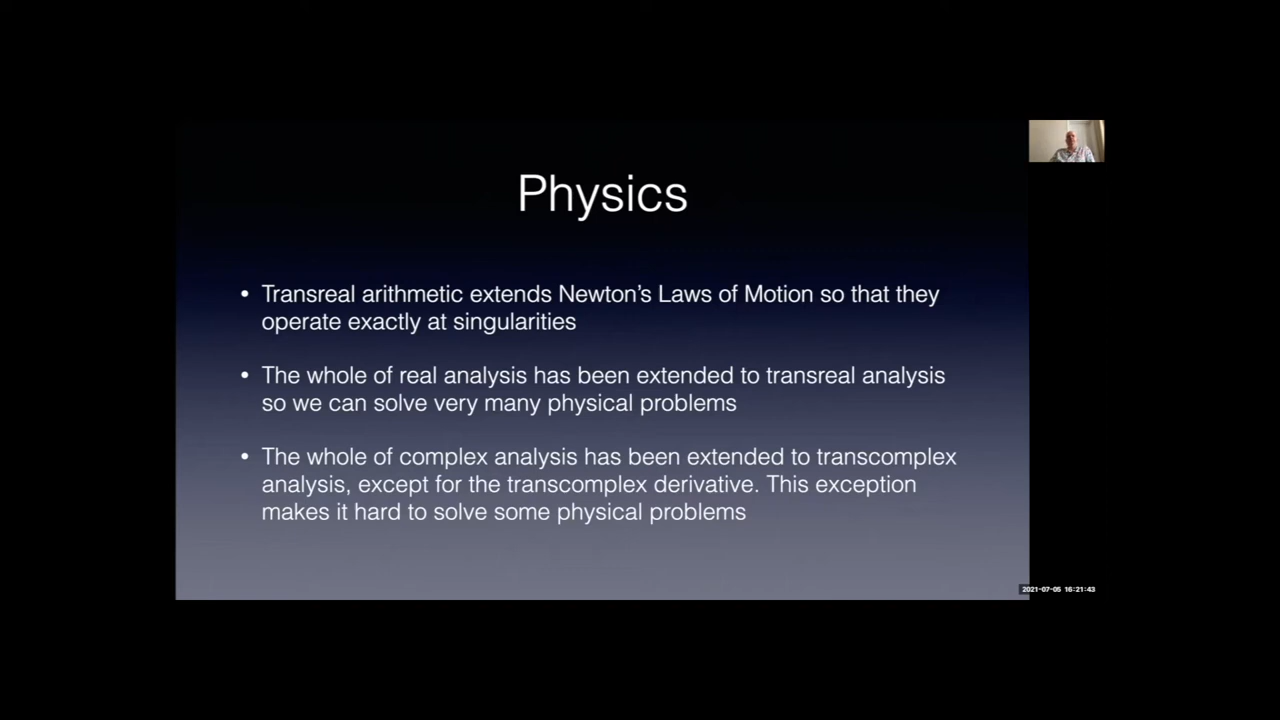 Physics
• Transreal arithmetic extends Newton's Laws of Motion so that they
operate exactly at singularities
• The whole of real analysis has been extended to transreal analysis
so we can solve very many physical problems
• The whole of complex analysis has been extended to transcomplex
analysis, except for the transcomplex derivative. This exception
makes it hard to solve some physical problems
2021-07-05 16:21:43